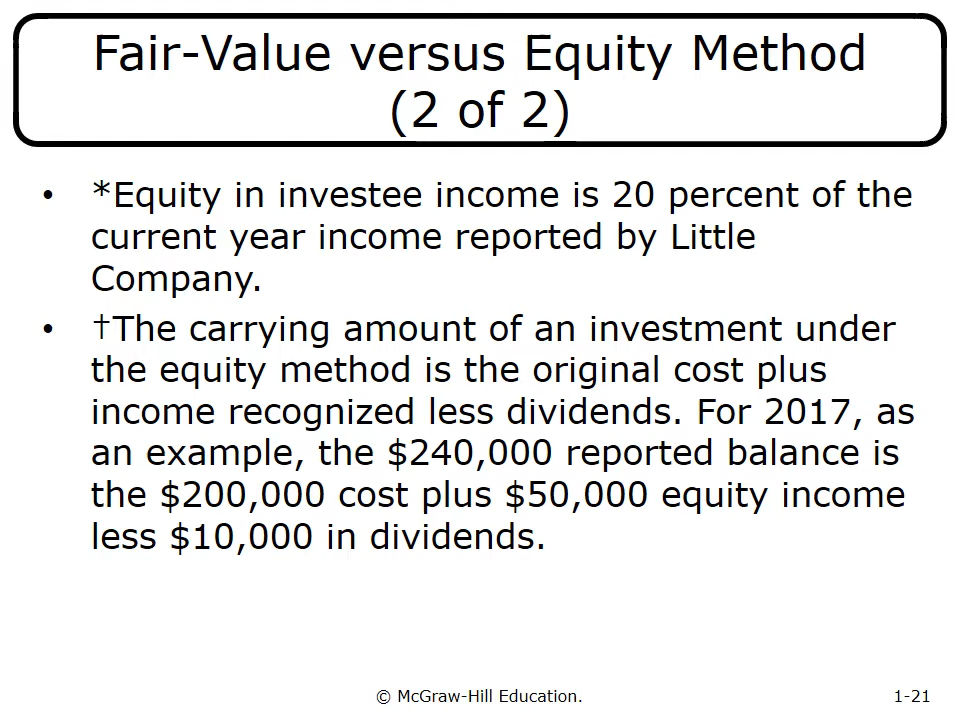 Fair-Value versus Equity Method
(2 of 2)
• *Equity in investee income is 20 percent of the
current year income reported by Little
Company.
• †The carrying amount of an investment under
the equity method is the original cost plus
income recognized less dividends. For 2017, as
an example, the $240,000 reported balance is
the $200,000 cost plus $50,000 equity income
less $10,000 in dividends.
© McGraw-Hill Education.
1-21